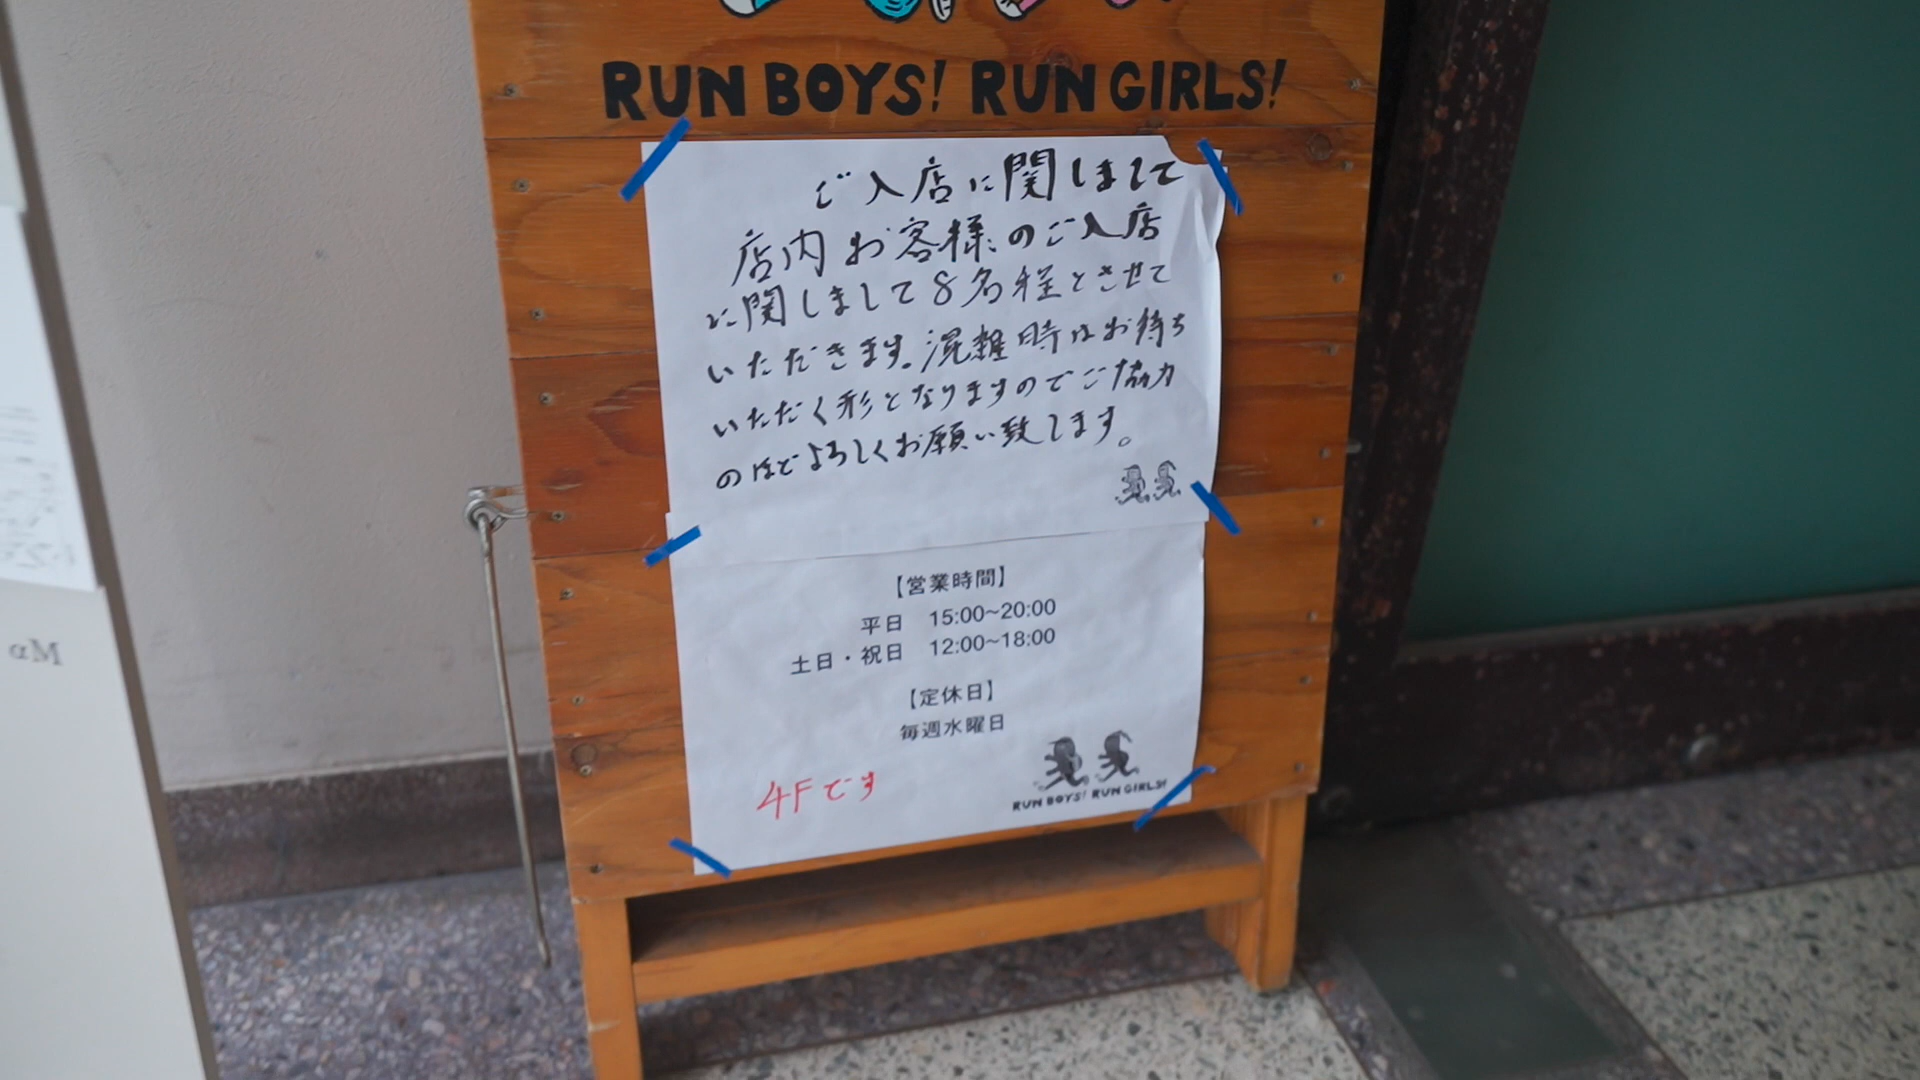 RUN BOYS! RUN GIRLS!
ご入店に関しまして
店内お客様のご入店
に関しまして8名程とさせて
いただきます。混雑時はお待ち
いただく形となりますのでご協力
のほどよろしくお願い致します。
【営業時間】
平日 15:00~20:00
土日・祝日 12:00~18:00
【定休日】
毎週水曜日
4Fです
RUN BOYS! RUN GIRLS!
αM